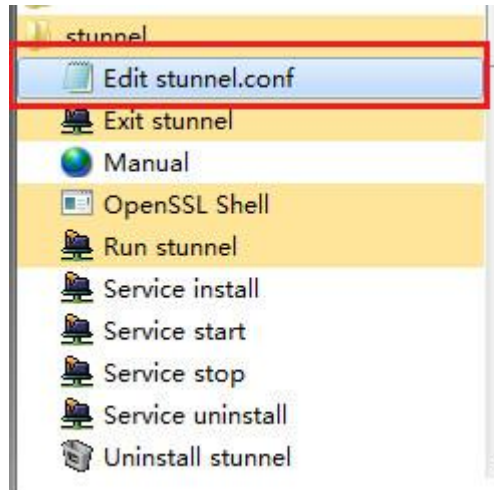 stunnel
Edit stunnel.conf
Exit stunnel
Manual
OpenSSL Shell
Run stunnel
Service install
Service start
Service stop
Service uninstall
Uninstall stunnel